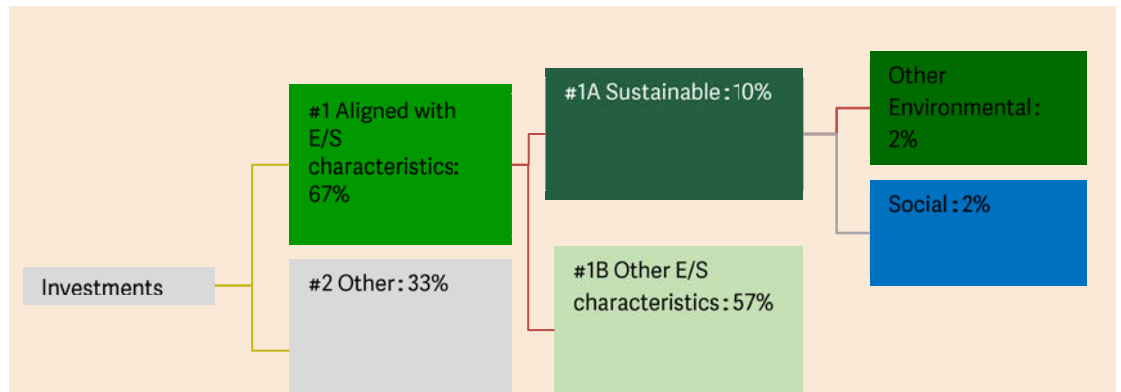 Investments
#1 Aligned with
E/S
characteristics:
67%
#2 Other: 33%
#1A Sustainable: 10%
#1B Other E/S
characteristics: 57%
Other
Environmental:
2%
Social: 2%